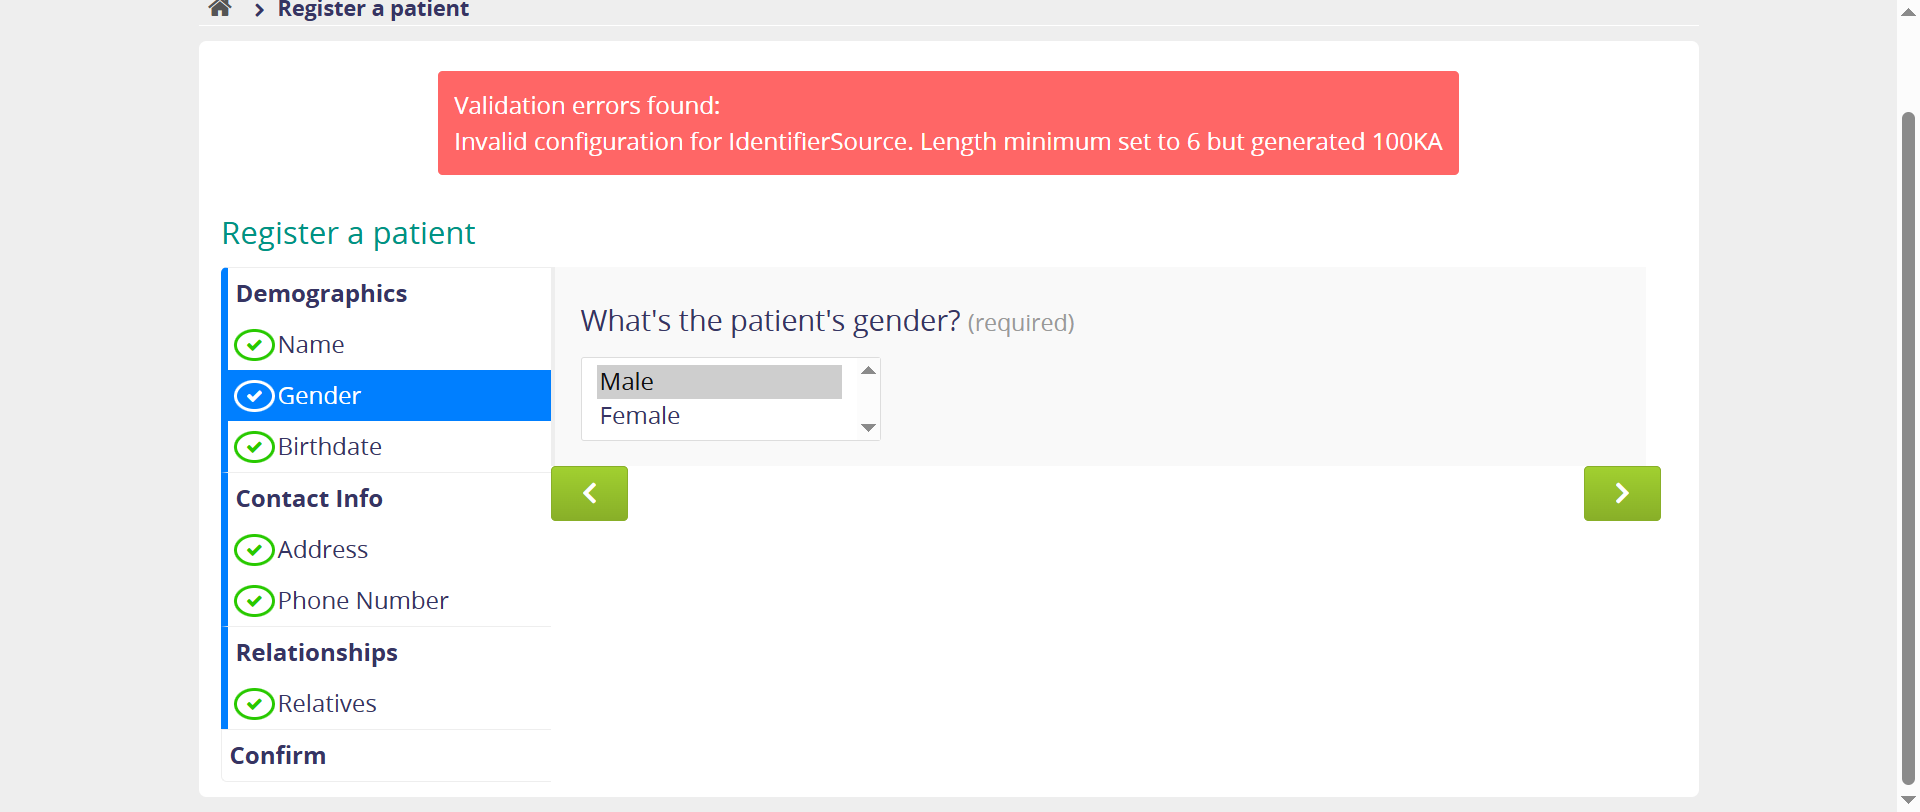 Register a patient
Validation errors found:
Invalid configuration for IdentifierSource. Length minimum set to 6 but generated 100KA
Register a patient
Demographics
Name
Gender
Birthdate
Contact Info
Address
Phone Number
Relationships
Relatives
Confirm
What's the patient's gender? (required)
Male
Female